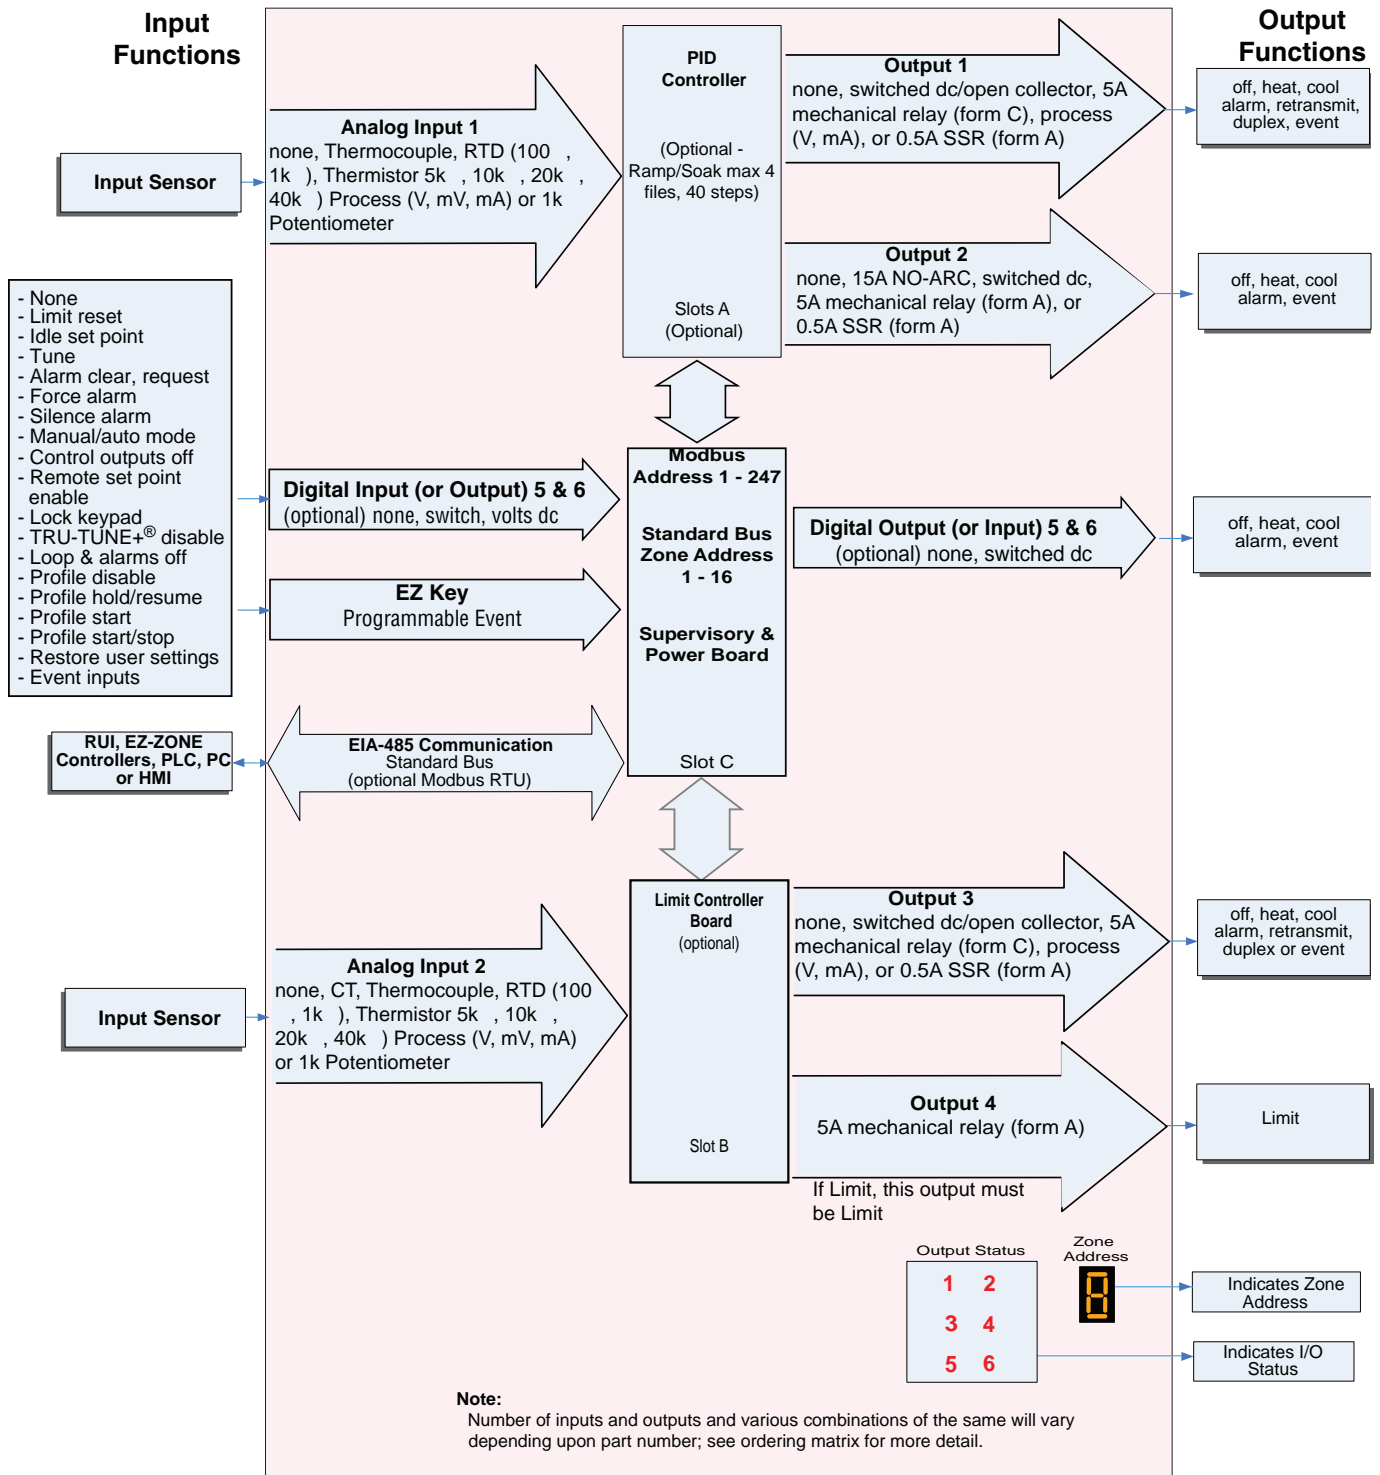 Input
Functions
Output
Functions
PID
Controller
(Optional -
Ramp/Soak max 4
files, 40 steps)
Slots A
(Optional)
Input Sensor
Analog Input 1
none, Thermocouple, RTD (100 ,
1k ), Thermistor 5k , 10k , 20k ,
40k ) Process (V, mV, mA) or 1k
Potentiometer
Output 1
none, switched dc/open collector, 5A
mechanical relay (form C), process
(V, mA), or 0.5A SSR (form A)
off, heat, cool
alarm, retransmit,
duplex, event
Output 2
none, 15A NO-ARC, switched dc,
5A mechanical relay (form A), or
0.5A SSR (form A)
off, heat, cool
alarm, event
- None
- Limit reset
- Idle set point
- Tune
- Alarm clear, request
- Force alarm
- Silence alarm
- Manual/auto mode
- Control outputs off
- Remote set point
enable
- Lock keypad
- TRU-TUNE+® disable
- Loop & alarms off
- Profile disable
- Profile hold/resume
- Profile start
- Profile start/stop
- Restore user settings
- Event inputs
Digital Input (or Output) 5 & 6
(optional) none, switch, volts dc
EZ Key
Programmable Event
Modbus
Address 1 - 247
Standard Bus
Zone Address
1 - 16
Supervisory &
Power Board
Slot C
Digital Output (or Input) 5 & 6
(optional) none, switched dc
off, heat, cool
alarm, event
RUI, EZ-ZONE
Controllers, PLC, PC
or HMI
EIA-485 Communication
Standard Bus
(optional Modbus RTU)
Limit Controller
Board
(optional)
Slot B
Input Sensor
Analog Input 2
none, CT, Thermocouple, RTD (100
, 1k ), Thermistor 5k , 10k ,
20k , 40k ) Process (V, mV, mA)
or 1k Potentiometer
Output 3
none, switched dc/open collector, 5A
mechanical relay (form C), process
(V, mA), or 0.5A SSR (form A)
off, heat, cool
alarm, retransmit,
duplex or event
Output 4
5A mechanical relay (form A)
If Limit, this output must
be Limit
Limit
Output Status
1 2
3 4
5 6
Zone
Address
8
Indicates Zone
Address
Indicates I/O
Status
Note:
Number of inputs and outputs and various combinations of the same will vary
depending upon part number; see ordering matrix for more detail.